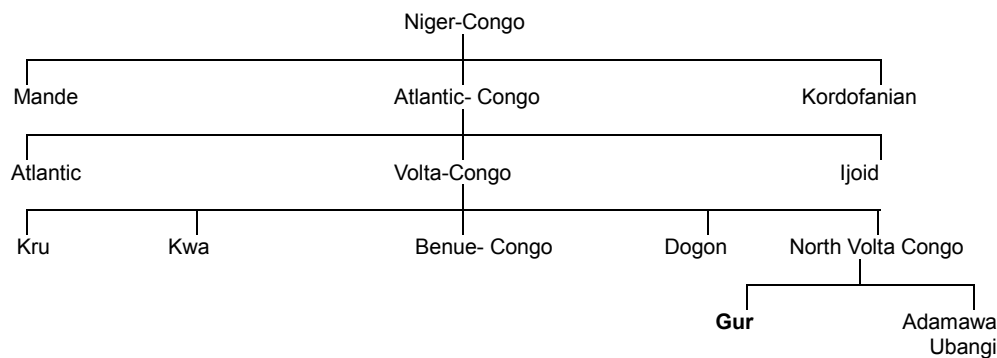 Niger-Congo
Mande Atlantic- Congo Kordofanian
Atlantic Volta-Congo Ijoid
Kru Kwa Benue- Congo Dogon North Volta Congo
Gur Adamawa
Ubangi